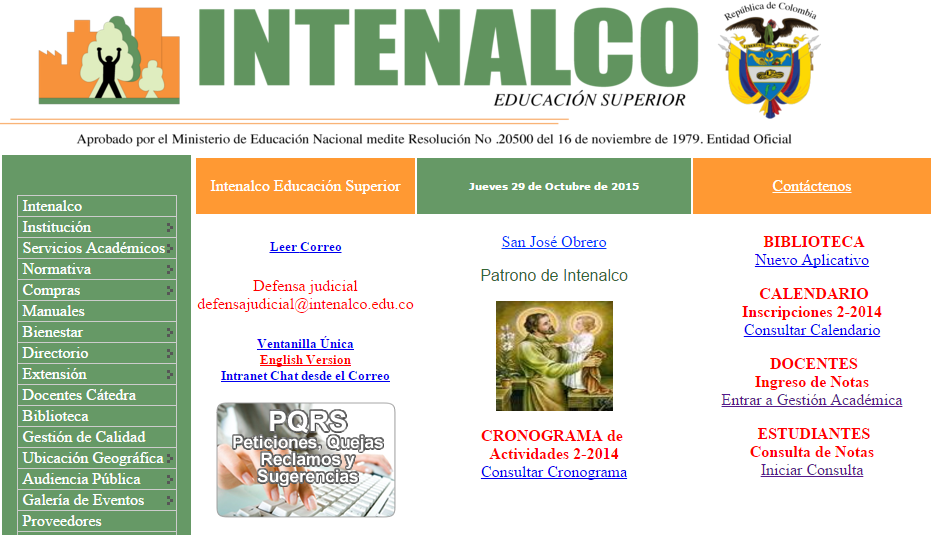 INTENALCO
EDUCACIÓN SUPERIOR
República de Colombia
LIBERTAD Y ORDEN
Aprobado por el Ministerio de Educación Nacional medite Resolución No .20500 del 16 de noviembre de 1979. Entidad Oficial
Intenalco
Institución
Servicios Académicos
Normativa
Compras
Manuales
Bienestar
Directorio
Extensión
Docentes Cátedra
Biblioteca
Gestión de Calidad
Ubicación Geográfica
Audiencia Pública
Galería de Eventos
Proveedores
Intenalco Educación Superior
Leer Correo
Defensa judicial
defensajudicial@intenalco.edu.co
Ventanilla Única
English Version
Intranet Chat desde el Correo
PQRS
Peticiones, Quejas
Reclamos y
Sugerencias
Jueves 29 de Octubre de 2015
San José Obrero
Patrono de Intenalco
CRONOGRAMA de
Actividades 2-2014
Consultar Cronograma
Contáctenos
BIBLIOTECA
Nuevo Aplicativo
CALENDARIO
Inscripciones 2-2014
Consultar Calendario
DOCENTES
Ingreso de Notas
Entrar a Gestión Académica
ESTUDIANTES
Consulta de Notas
Iniciar Consulta